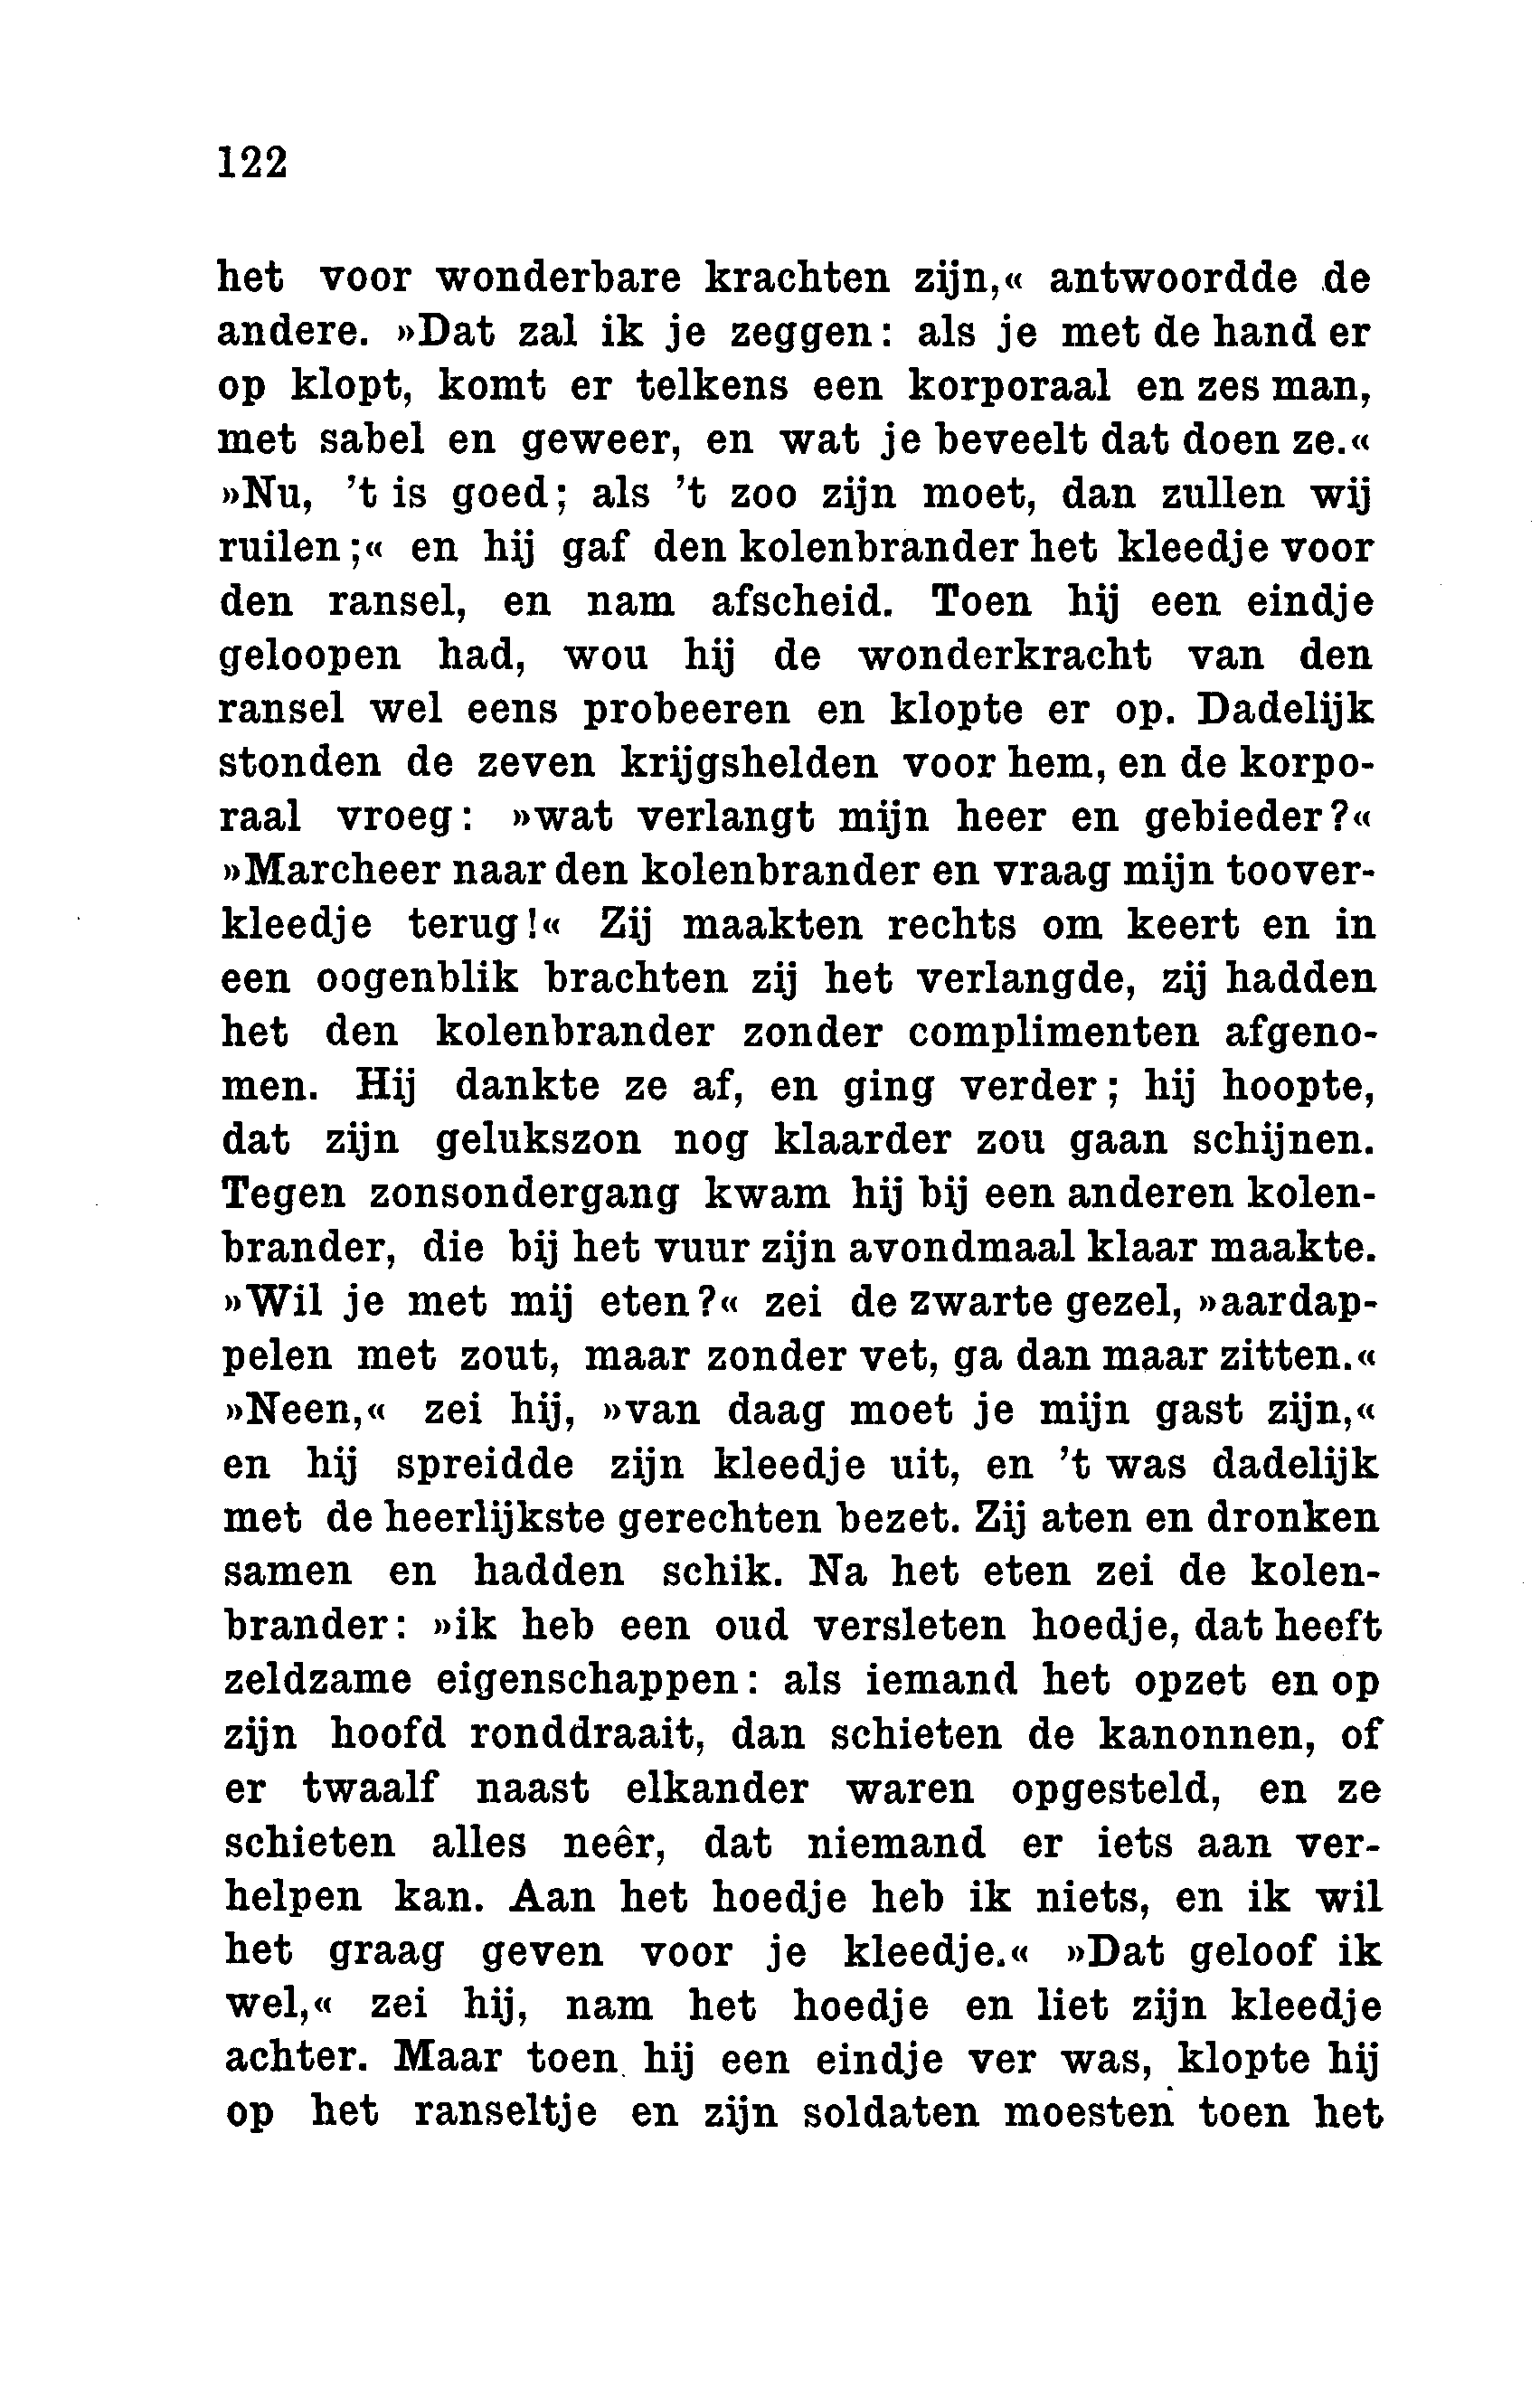 122
het voor wonderbare krachten zijn,« antwoordde de
andere. »Dat zal ik je zeggen: als je met de hand er
op klopt, komt er telkens een korporaal en zes man,
met sabel en geweer, en wat je beveelt dat doen ze.«
»Nu, 't is goed; als 't zoo zijn moet, dan zullen wij
ruilen;« en hij gaf den kolenbrander het kleedje voor
den ransel, en nam afscheid. Toen hij een eindje
geloopen had, wou hij de wonderkracht van den
ransel wel eens probeeren en klopte er op. Dadelijk
stonden de zeven krijgshelden voor hem, en de korpo-
raal vroeg: »wat verlangt mijn heer en gebieder?«
»Marcheer naar den kolenbrander en vraag mijn toover-
kleedje terug!« Zij maakten rechts om keert en in
een oogenblik brachten zij het verlangde, zij hadden
het den kolenbrander zonder complimenten afgeno-
men. Hij dankte ze af, en ging verder; hij hoopte,
dat zijn gelukszon nog klaarder zou gaan schijnen.
Tegen zonsondergang kwam hij bij een anderen kolen-
brander, die bij het vuur zijn avondmaal klaar maakte.
»Wil je met mij eten?« zei de zwarte gezel, »aardap-
pelen met zout, maar zonder vet, ga dan maar zitten.«
»Neen,« zei hij, »van daag moet je mijn gast zijn,«
en hij spreidde zijn kleedje uit, en 't was dadelijk
met de heerlijkste gerechten bezet. Zij aten en dronken
samen en hadden schik. Na het eten zei de kolen-
brander: »ik heb een oud versleten hoedje, dat heeft
zeldzame eigenschappen: als iemand het opzet en op
zijn hoofd ronddraait, dan schieten de kanonnen, of
er twaalf naast elkander waren opgesteld, en ze
schieten alles neêr, dat niemand er iets aan ver-
helpen kan. Aan het hoedje heb ik niets, en ik wil
het graag geven voor je kleedje.« »Dat geloof ik
wel,« zei hij, nam het hoedje en liet zijn kleedje
achter. Maar toen hij een eindje ver was, klopte hij
op het ranseltje en zijn soldaten moesten toen het